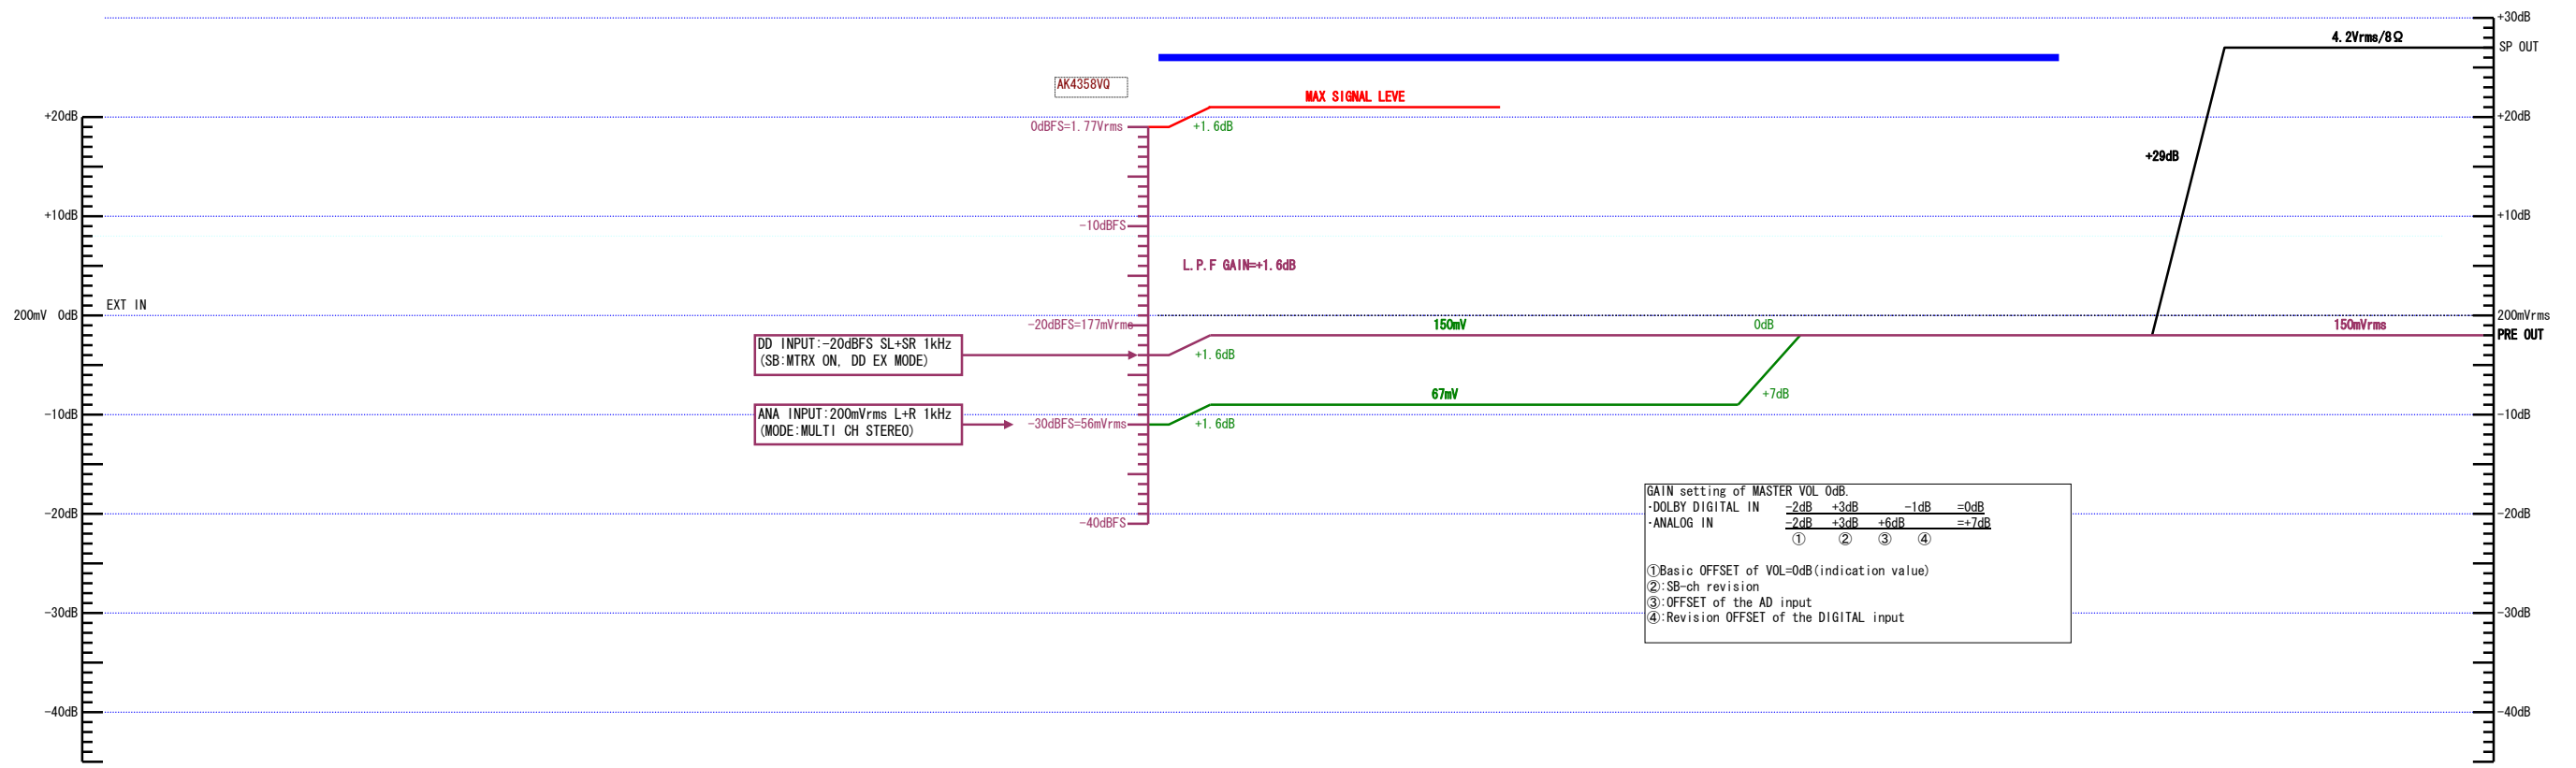 +30dB
4.2Vrms/8Ω
SP OUT
AK4358VQ
MAX SIGNAL LEVE
+20dB
+20dB
0dBFS=1.77Vrms
+1.6dB
+29dB
+10dB
+10dB
-10dBFS
L.P.F GAIN=+1.6dB
EXT IN
200mV 0dB
200mVrms
-20dBFS=177mVrms
150mV
0dB
150mVrms
PRE OUT
DD INPUT:-20dBFS SL+SR 1kHz
(SB:MTRX ON, DD EX MODE)
+1.6dB
67mV
+7dB
-10dB
-10dB
ANA INPUT:200mVrms L+R 1kHz
(MODE:MULTI CH STEREO)
-30dBFS=56mVrms
+1.6dB
GAIN setting of MASTER VOL 0dB.
·DOLBY DIGITAL IN -2dB +3dB -1dB =0dB
·ANALOG IN -2dB +3dB +6dB =+7dB
① ② ③ ④
①Basic OFFSET of VOL=0dB(indication value)
②:SB-ch revision
③:OFFSET of the AD input
④:Revision OFFSET of the DIGITAL input
-20dB
-20dB
-40dBFS
-30dB
-30dB
-40dB
-40dB